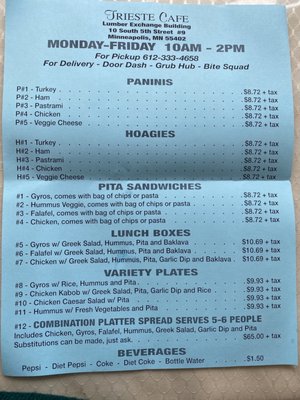 TRIESTE CAFE
Lumber Exchange Building
10 South 5th Street #9
Minneapolis, MN 55402
MONDAY-FRIDAY 10AM - 2PM
For Pickup 612-333-4658
For Delivery - Door Dash - Grub Hub - Bite Squad
PANINIS
P#1 - Turkey $8.72 + tax
P#2 - Ham $8.72 + tax
P#3 - Pastrami $8.72 + tax
P#4 - Chicken $8.72 + tax
P#5 - Veggie Cheese $8.72 + tax
HOAGIES
H#1 - Turkey $8.72 + tax
H#2 - Ham $8.72 + tax
H#3 - Pastrami $8.72 + tax
H#4 - Chicken $8.72 + tax
H#5 - Veggie Cheese $8.72 + tax
PITA SANDWICHES
#1 - Gyros, comes with bag of chips or pasta $8.72 + tax
#2 - Hummus Veggie, comes with bag of chips or pasta $8.72 + tax
#3 - Falafel, comes with bag of chips or pasta $8.72 + tax
#4 - Chicken, comes with bag of chips or pasta $8.72 + tax
LUNCH BOXES
#5 - Gyros w/ Greek Salad, Hummus, Pita and Baklava $10.69 + tax
#6 - Falafel w/ Greek Salad, Hummus, Pita and Baklava $10.69 + tax
#7 - Chicken w/ Greek Salad, Hummus, Pita, Garlic Dip and Baklava $10.69 + tax
VARIETY PLATES
#8 - Gyros w/ Rice, Hummus and Pita $9.93 + tax
#9 - Chicken Kabob w/ Greek Salad, Pita, Garlic Dip and Rice $9.93 + tax
#10 - Chicken Caesar Salad w/ Pita $9.93 + tax
#11 - Hummus w/ Fresh Vegetables and Pita $9.93 + tax
#12 - COMBINATION PLATTER SPREAD SERVES 5-6 PEOPLE
Includes Chicken, Gyros, Falafel, Hummus, Greek Salad, Garlic Dip and Pita
Substitutions can be made, just ask. $65.00 + tax
BEVERAGES
Pepsi - Diet Pepsi - Coke - Diet Coke - Bottle Water $1.50